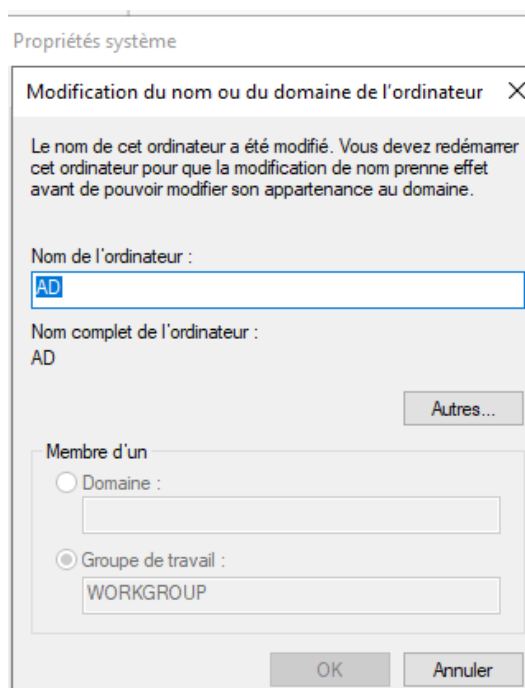 Propriétés système
Modification du nom ou du domaine de l'ordinateur
Le nom de cet ordinateur a été modifié. Vous devez redémarrer
cet ordinateur pour que la modification de nom prenne effet
avant de pouvoir modifier son appartenance au domaine.
Nom de l'ordinateur :
AD
Nom complet de l'ordinateur :
AD
Autres...
Membre d'un
Domaine :
Groupe de travail :
WORKGROUP
OK Annuler